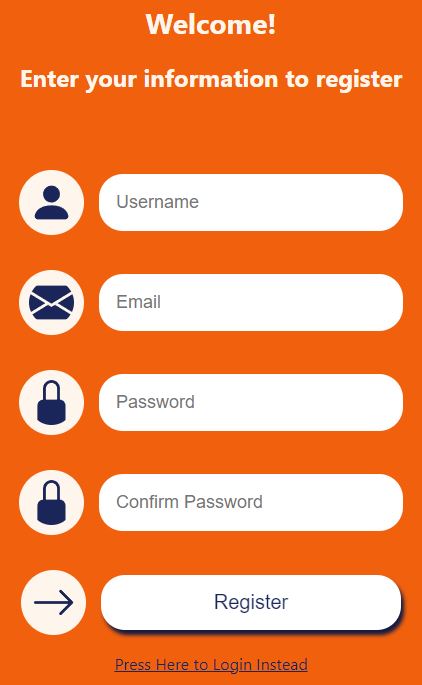 Welcome!
Enter your information to register
Username
Email
Password
Confirm Password
Register
Press Here to Login Instead